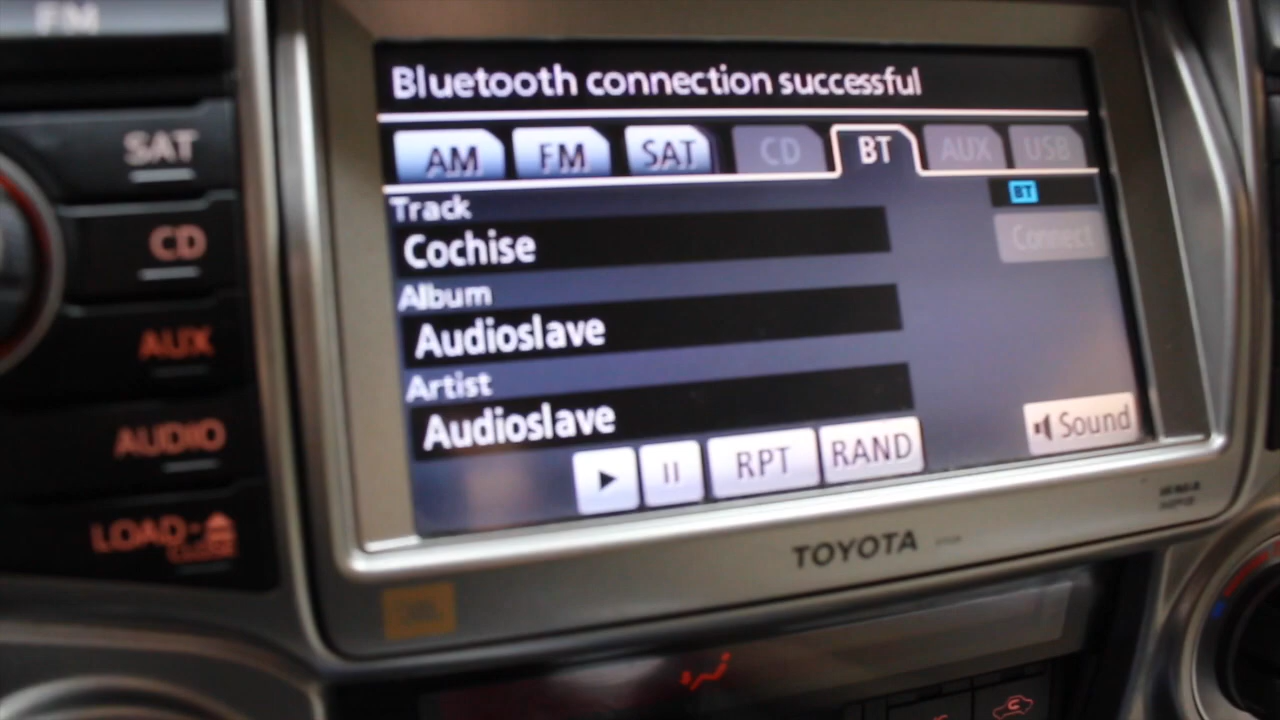 FM
Bluetooth connection successful
AM FM SAT CD BT AUX USB
BT
Connect
Track
Cochise
Album
Audioslave
Artist
Audioslave
RPT RAND
Sound
SAT
CD
AUX
AUDIO
LOAD
TOYOTA